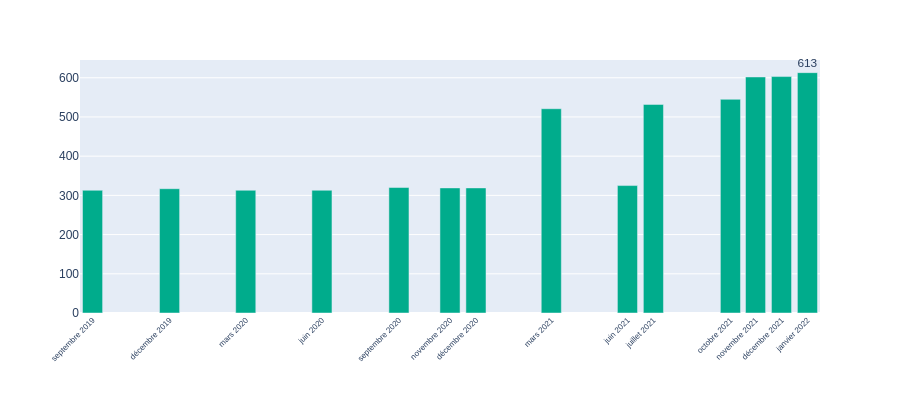 613
600
500
400
300
200
100
0
septembre 2019
décembre 2019
mars 2020
juin 2020
septembre 2020
novembre 2020
décembre 2020
mars 2021
juin 2021
juillet 2021
octobre 2021
novembre 2021
décembre 2021
janvier 2022